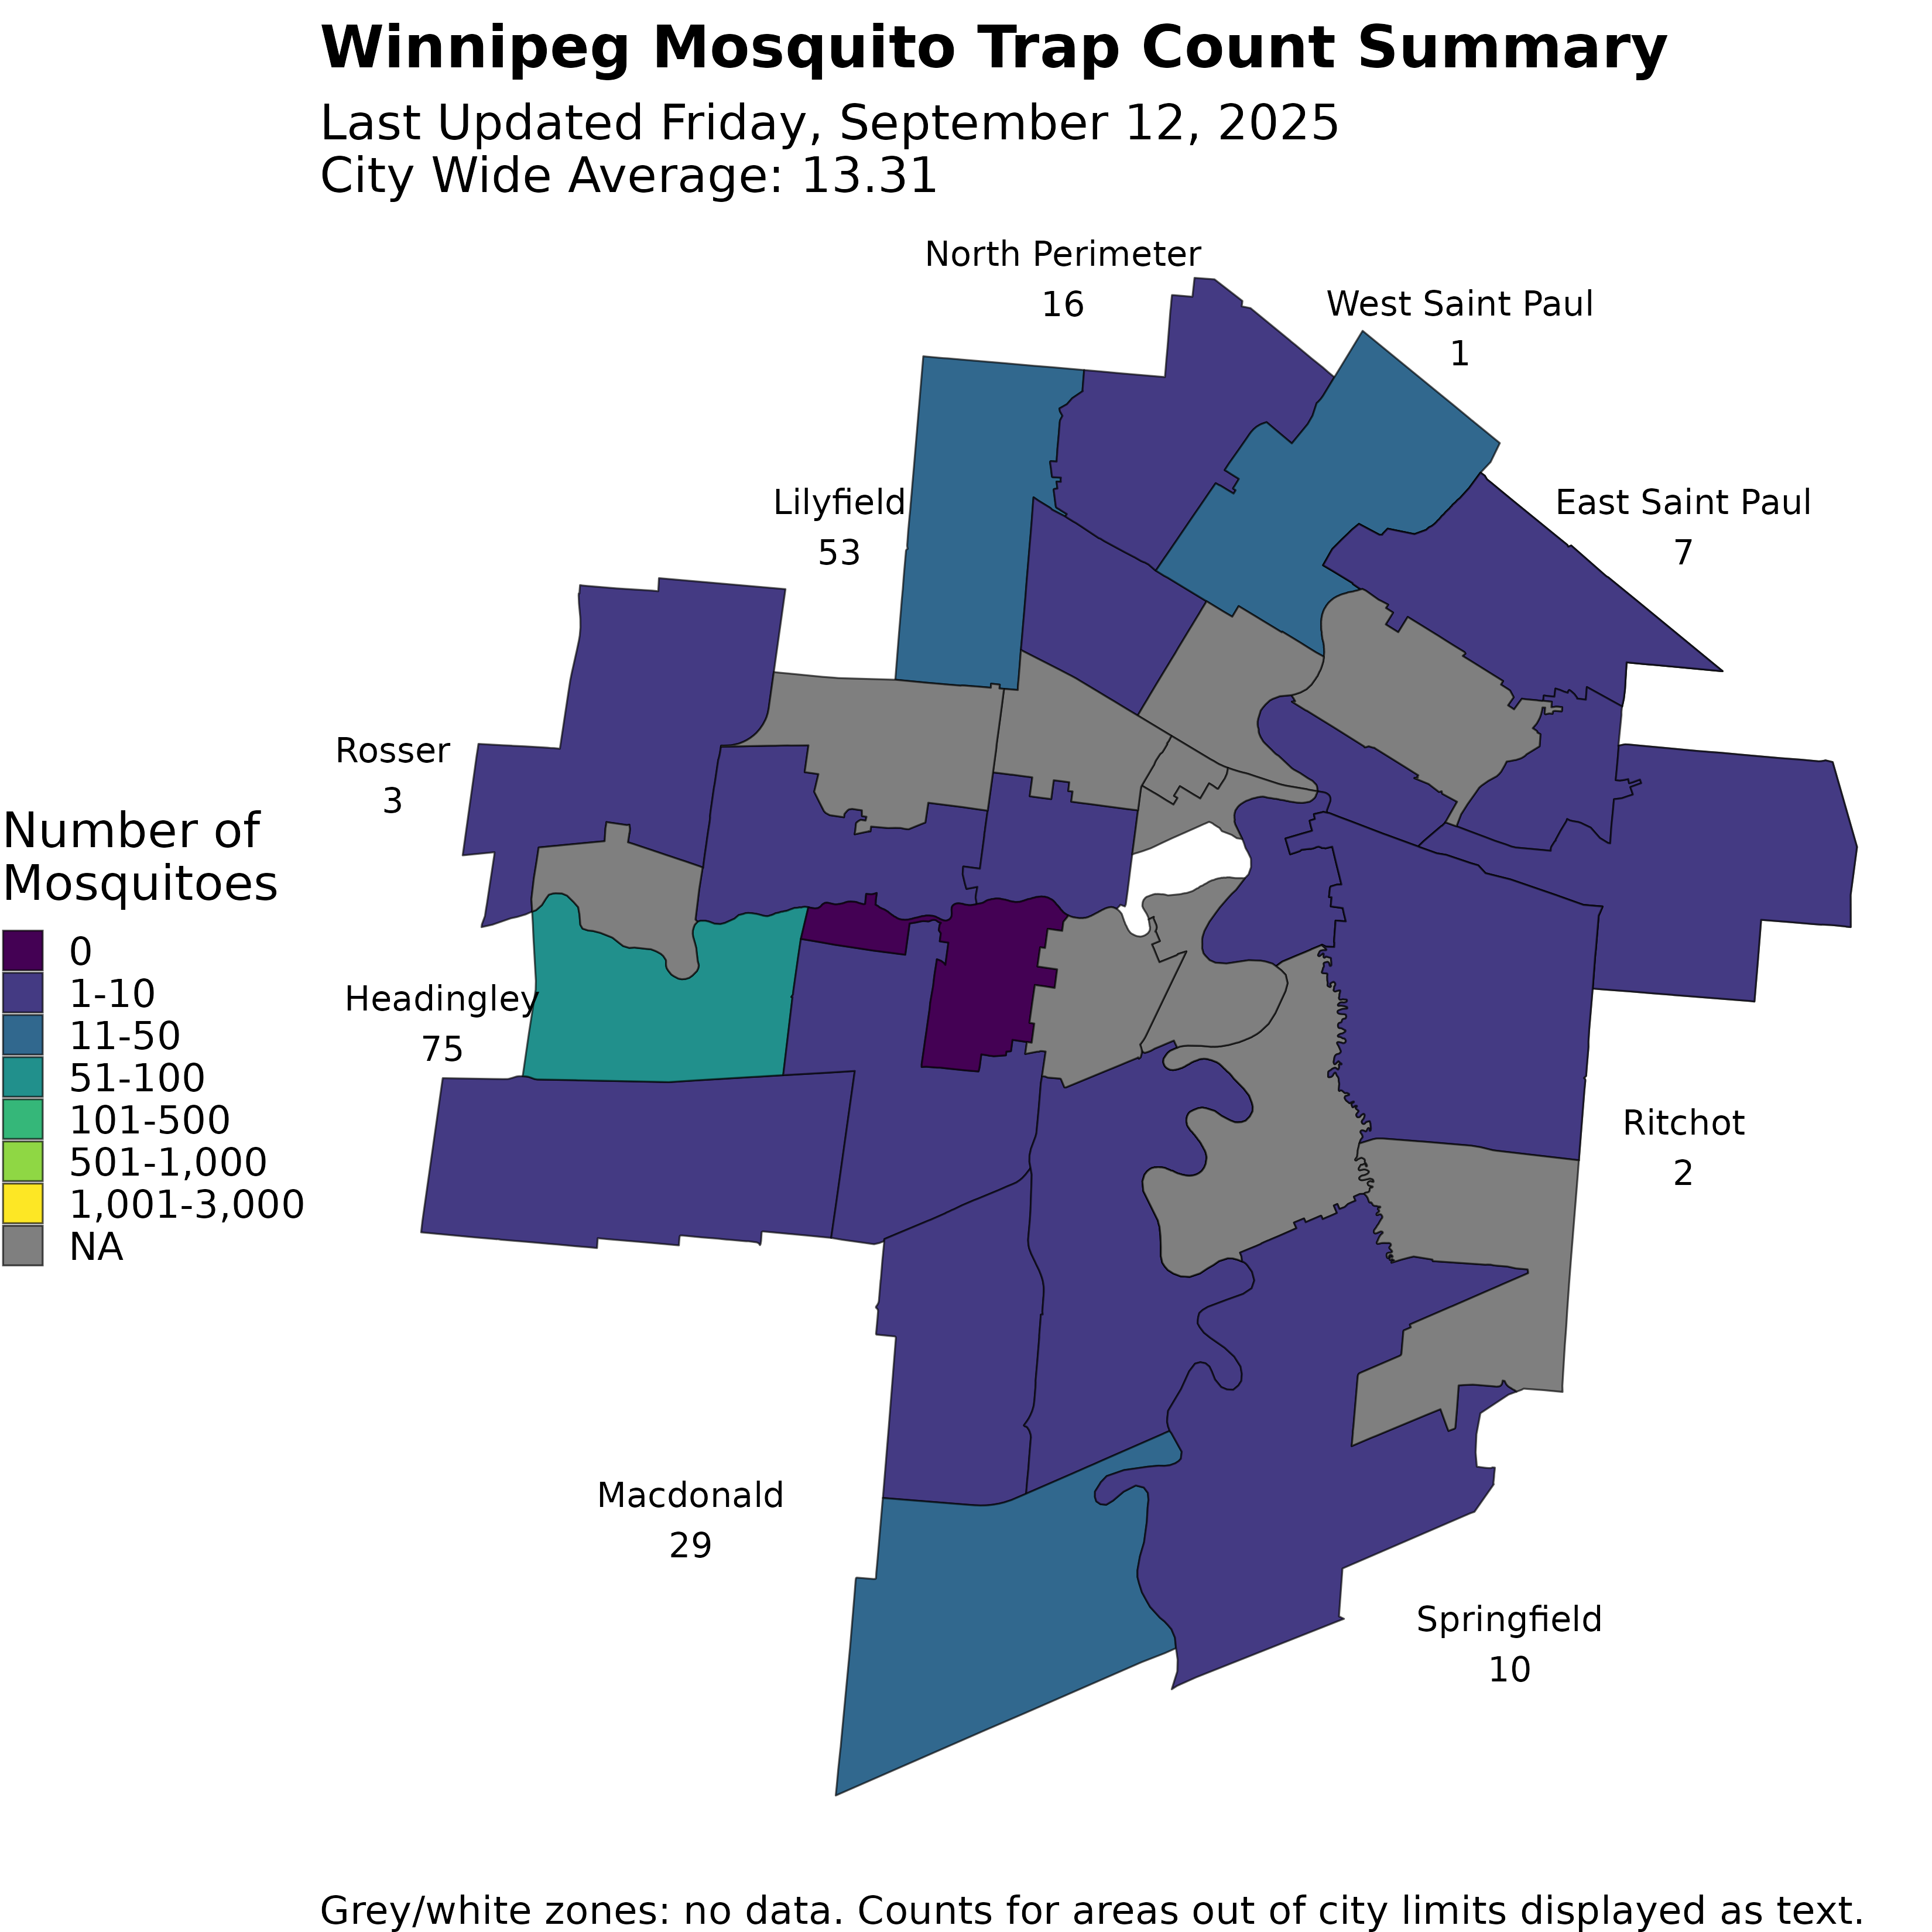 Winnipeg Mosquito Trap Count Summary
Last Updated Friday, September 12, 2025
City Wide Average: 13.31
North Perimeter
16
West Saint Paul
1
Lilyfield
53
East Saint Paul
7
Rosser
3
Number of
Mosquitoes
0
1-10
11-50
51-100
101-500
501-1,000
1,001-3,000
NA
Headingley
75
Ritchot
2
Macdonald
29
Springfield
10
Grey/white zones: no data. Counts for areas out of city limits displayed as text.